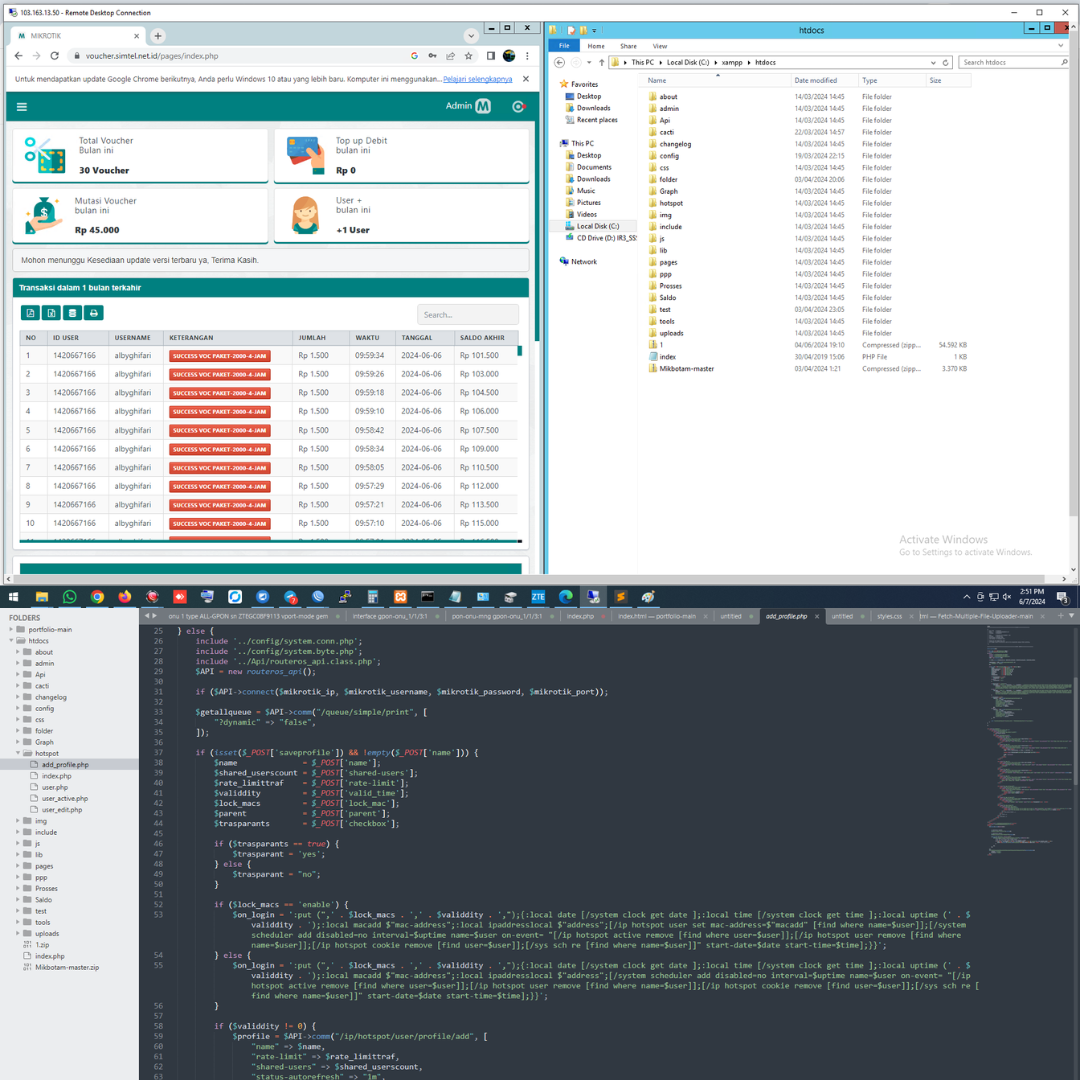 103.163.13.50 - Remote Desktop Connection
MIKROTIK
voucher.simtel.net.id/pages/index.php
Untuk mendapatkan update Google Chrome berikutnya, Anda perlu Windows 10 atau yang lebih baru. Komputer ini menggunakan... Pelajari selengkapnya
Admin M
Total Voucher
Bulan ini
30 Voucher
Top up Debit
bulan ini
Rp 0
Mutasi Voucher
bulan ini
Rp 45.000
User +
bulan ini
+1 User
Mohon menunggu Kesediaan update versi terbaru ya, Terima Kasih.
Transaksi dalam 1 bulan terkahir
Search...
NO ID USER USERNAME KETERANGAN JUMLAH WAKTU TANGGAL SALDO AKHIR
1 1420667166 albyghifari SUCCESS VOC PAKET-2000-4-JAM Rp 1.500 09:59:34 2024-06-06 Rp 101.500
2 1420667166 albyghifari SUCCESS VOC PAKET-2000-4-JAM Rp 1.500 09:59:26 2024-06-06 Rp 103.000
3 1420667166 albyghifari SUCCESS VOC PAKET-2000-4-JAM Rp 1.500 09:59:18 2024-06-06 Rp 104.500
4 1420667166 albyghifari SUCCESS VOC PAKET-2000-4-JAM Rp 1.500 09:59:10 2024-06-06 Rp 106.000
5 1420667166 albyghifari SUCCESS VOC PAKET-2000-4-JAM Rp 1.500 09:58:42 2024-06-06 Rp 107.500
6 1420667166 albyghifari SUCCESS VOC PAKET-2000-4-JAM Rp 1.500 09:58:34 2024-06-06 Rp 109.000
7 1420667166 albyghifari SUCCESS VOC PAKET-2000-4-JAM Rp 1.500 09:58:05 2024-06-06 Rp 110.500
8 1420667166 albyghifari SUCCESS VOC PAKET-2000-4-JAM Rp 1.500 09:57:29 2024-06-06 Rp 112.000
9 1420667166 albyghifari SUCCESS VOC PAKET-2000-4-JAM Rp 1.500 09:57:21 2024-06-06 Rp 113.500
10 1420667166 albyghifari SUCCESS VOC PAKET-2000-4-JAM Rp 1.500 09:57:10 2024-06-06 Rp 115.000
htdocs
File Home Share View
This PC Local Disk (C:) xampp htdocs
Search htdocs
Favorites
Desktop
Downloads
Recent places
This PC
Desktop
Documents
Downloads
Music
Pictures
Videos
Local Disk (C:)
CD Drive (D:) IR3_SS
Network
Name Date modified Type Size
about 14/03/2024 14:45 File folder
admin 14/03/2024 14:45 File folder
Api 14/03/2024 14:45 File folder
cacti 22/03/2024 14:57 File folder
changelog 14/03/2024 14:45 File folder
config 19/03/2024 22:15 File folder
css 14/03/2024 14:45 File folder
folder 03/04/2024 20:06 File folder
Graph 14/03/2024 14:45 File folder
hotspot 14/03/2024 14:45 File folder
img 14/03/2024 14:45 File folder
include 14/03/2024 14:45 File folder
js 14/03/2024 14:45 File folder
lib 14/03/2024 14:45 File folder
pages 14/03/2024 14:45 File folder
ppp 14/03/2024 14:45 File folder
Prosses 14/03/2024 14:45 File folder
Saldo 14/03/2024 14:45 File folder
test 03/04/2024 23:05 File folder
tools 14/03/2024 14:45 File folder
uploads 14/03/2024 14:45 File folder
1 04/06/2024 19:10 Compressed (zipp... 54.592 KB
index 30/04/2019 15:06 PHP File 1 KB
Mikbotam-master 03/04/2024 1:21 Compressed (zipp... 3.370 KB
Activate Windows
Go to Settings to activate Windows.
ZTE
2:51 PM
6/7/2024
FOLDERS
portfolio-main
htdocs
about
admin
Api
cacti
changelog
config
css
folder
Graph
hotspot
add_profile.php
index.php
user.php
user_active.php
user_edit.php
img
include
js
lib
pages
ppp
Prosses
Saldo
test
tools
uploads
1.zip
index.php
Mikbotam-master.zip
onu 1 type ALL-GPON sn ZTEGC08F9113 vport-mode gem
interface gpon-onu_1/1/3:1
pon-onu-mng gpon-onu_1/1/3:1
index.php
index.html — portfolio-main
untitled
add_profile.php
untitled
styles.css
tml — Fetch-Multiple-File-Uploader-main
25 } else {
26 include '../config/system.conn.php';
27 include '../config/system.byte.php';
28 include '../Api/routeros_api.class.php';
29 $API = new routeros_api();
30
31 if ($API->connect($mikrotik_ip, $mikrotik_username, $mikrotik_password, $mikrotik_port));
32
33 $getallqueue = $API->comm("/queue/simple/print", [
34 "?dynamic" => "false",
35 ]);
36
37 if (isset($_POST['saveprofile']) && !empty($_POST['name'])) {
38 $name = $_POST['name'];
39 $shared_userscount = $_POST['shared-users'];
40 $rate_limittraf = $_POST['rate-limit'];
41 $validdity = $_POST['valid_time'];
42 $lock_macs = $_POST['lock_mac'];
43 $parent = $_POST['parent'];
44 $trasparants = $_POST['checkbox'];
45
46 if ($trasparants == true) {
47 $trasparant = 'yes';
48 } else {
49 $trasparant = "no";
50 }
51
52 if ($lock_macs == 'enable') {
53 $on_login = ':put (",' . $lock_macs . ',' . $validdity . ',");{:local date [/system clock get date ];:local time [/system clock get time ];:local uptime (' . $
validdity . ');:local macadd $"mac-address";:local ipaddresslocal $"address";[/ip hotspot user set mac-address=$"macadd" [find where name=$user]];[/system
scheduler add disabled=no interval=$uptime name=$user on-event= "[/ip hotspot active remove [find where user=$user]];[/ip hotspot user remove [find where
name=$user]];[/ip hotspot cookie remove [find user=$user]];[/sys sch re [find where name=$user]]" start-date=$date start-time=$time];}}';
54 } else {
55 $on_login = ':put (",' . $lock_macs . ',' . $validdity . ',");{:local date [/system clock get date ];:local time [/system clock get time ];:local uptime (' . $
validdity . ');:local macadd $"mac-address";:local ipaddresslocal $"address";[/system scheduler add disabled=no interval=$uptime name=$user on-event= "[/ip
hotspot active remove [find where user=$user]];[/ip hotspot user remove [find where name=$user]];[/ip hotspot cookie remove [find user=$user]];[/sys sch re [
find where name=$user]]" start-date=$date start-time=$time];}}';
56 }
57
58 if ($validdity != 0) {
59 $profile = $API->comm("/ip/hotspot/user/profile/add", [
60 "name" => $name,
61 "rate-limit" => $rate_limittraf,
62 "shared-users" => $shared_userscount,
63 "status-autorefresh" => "1m",